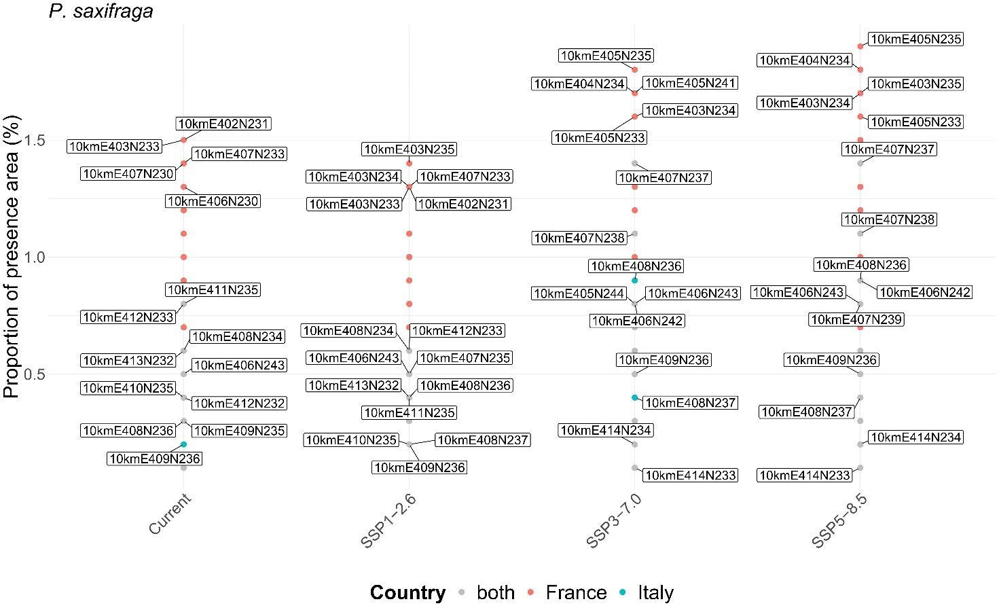 P. saxifraga
Proportion of presence area (%)
1.5
1.0
0.5
10kmE402N231
10kmE403N233
10kmE407N233
10kmE407N230
10kmE406N230
10kmE411N235
10kmE412N233
10kmE408N234
10kmE413N232
10kmE406N243
10kmE410N235
10kmE412N232
10kmE408N236
10kmE409N235
10kmE409N236
10kmE403N235
10kmE403N234
10kmE407N233
10kmE403N233
10kmE402N231
10kmE408N234
10kmE412N233
10kmE406N243
10kmE407N235
10kmE413N232
10kmE408N236
10kmE411N235
10kmE410N235
10kmE408N237
10kmE409N236
10kmE405N235
10kmE404N234
10kmE405N241
10kmE403N234
10kmE405N233
10kmE407N237
10kmE407N238
10kmE408N236
10kmE405N244
10kmE406N243
10kmE406N242
10kmE409N236
10kmE408N237
10kmE414N234
10kmE414N233
10kmE405N235
10kmE404N234
10kmE403N235
10kmE403N234
10kmE405N233
10kmE407N237
10kmE407N238
10kmE408N236
10kmE406N243
10kmE406N242
10kmE407N239
10kmE409N236
10kmE408N237
10kmE414N234
10kmE414N233
Current
SSP1−2.6
SSP3−7.0
SSP5−8.5
Country both France Italy